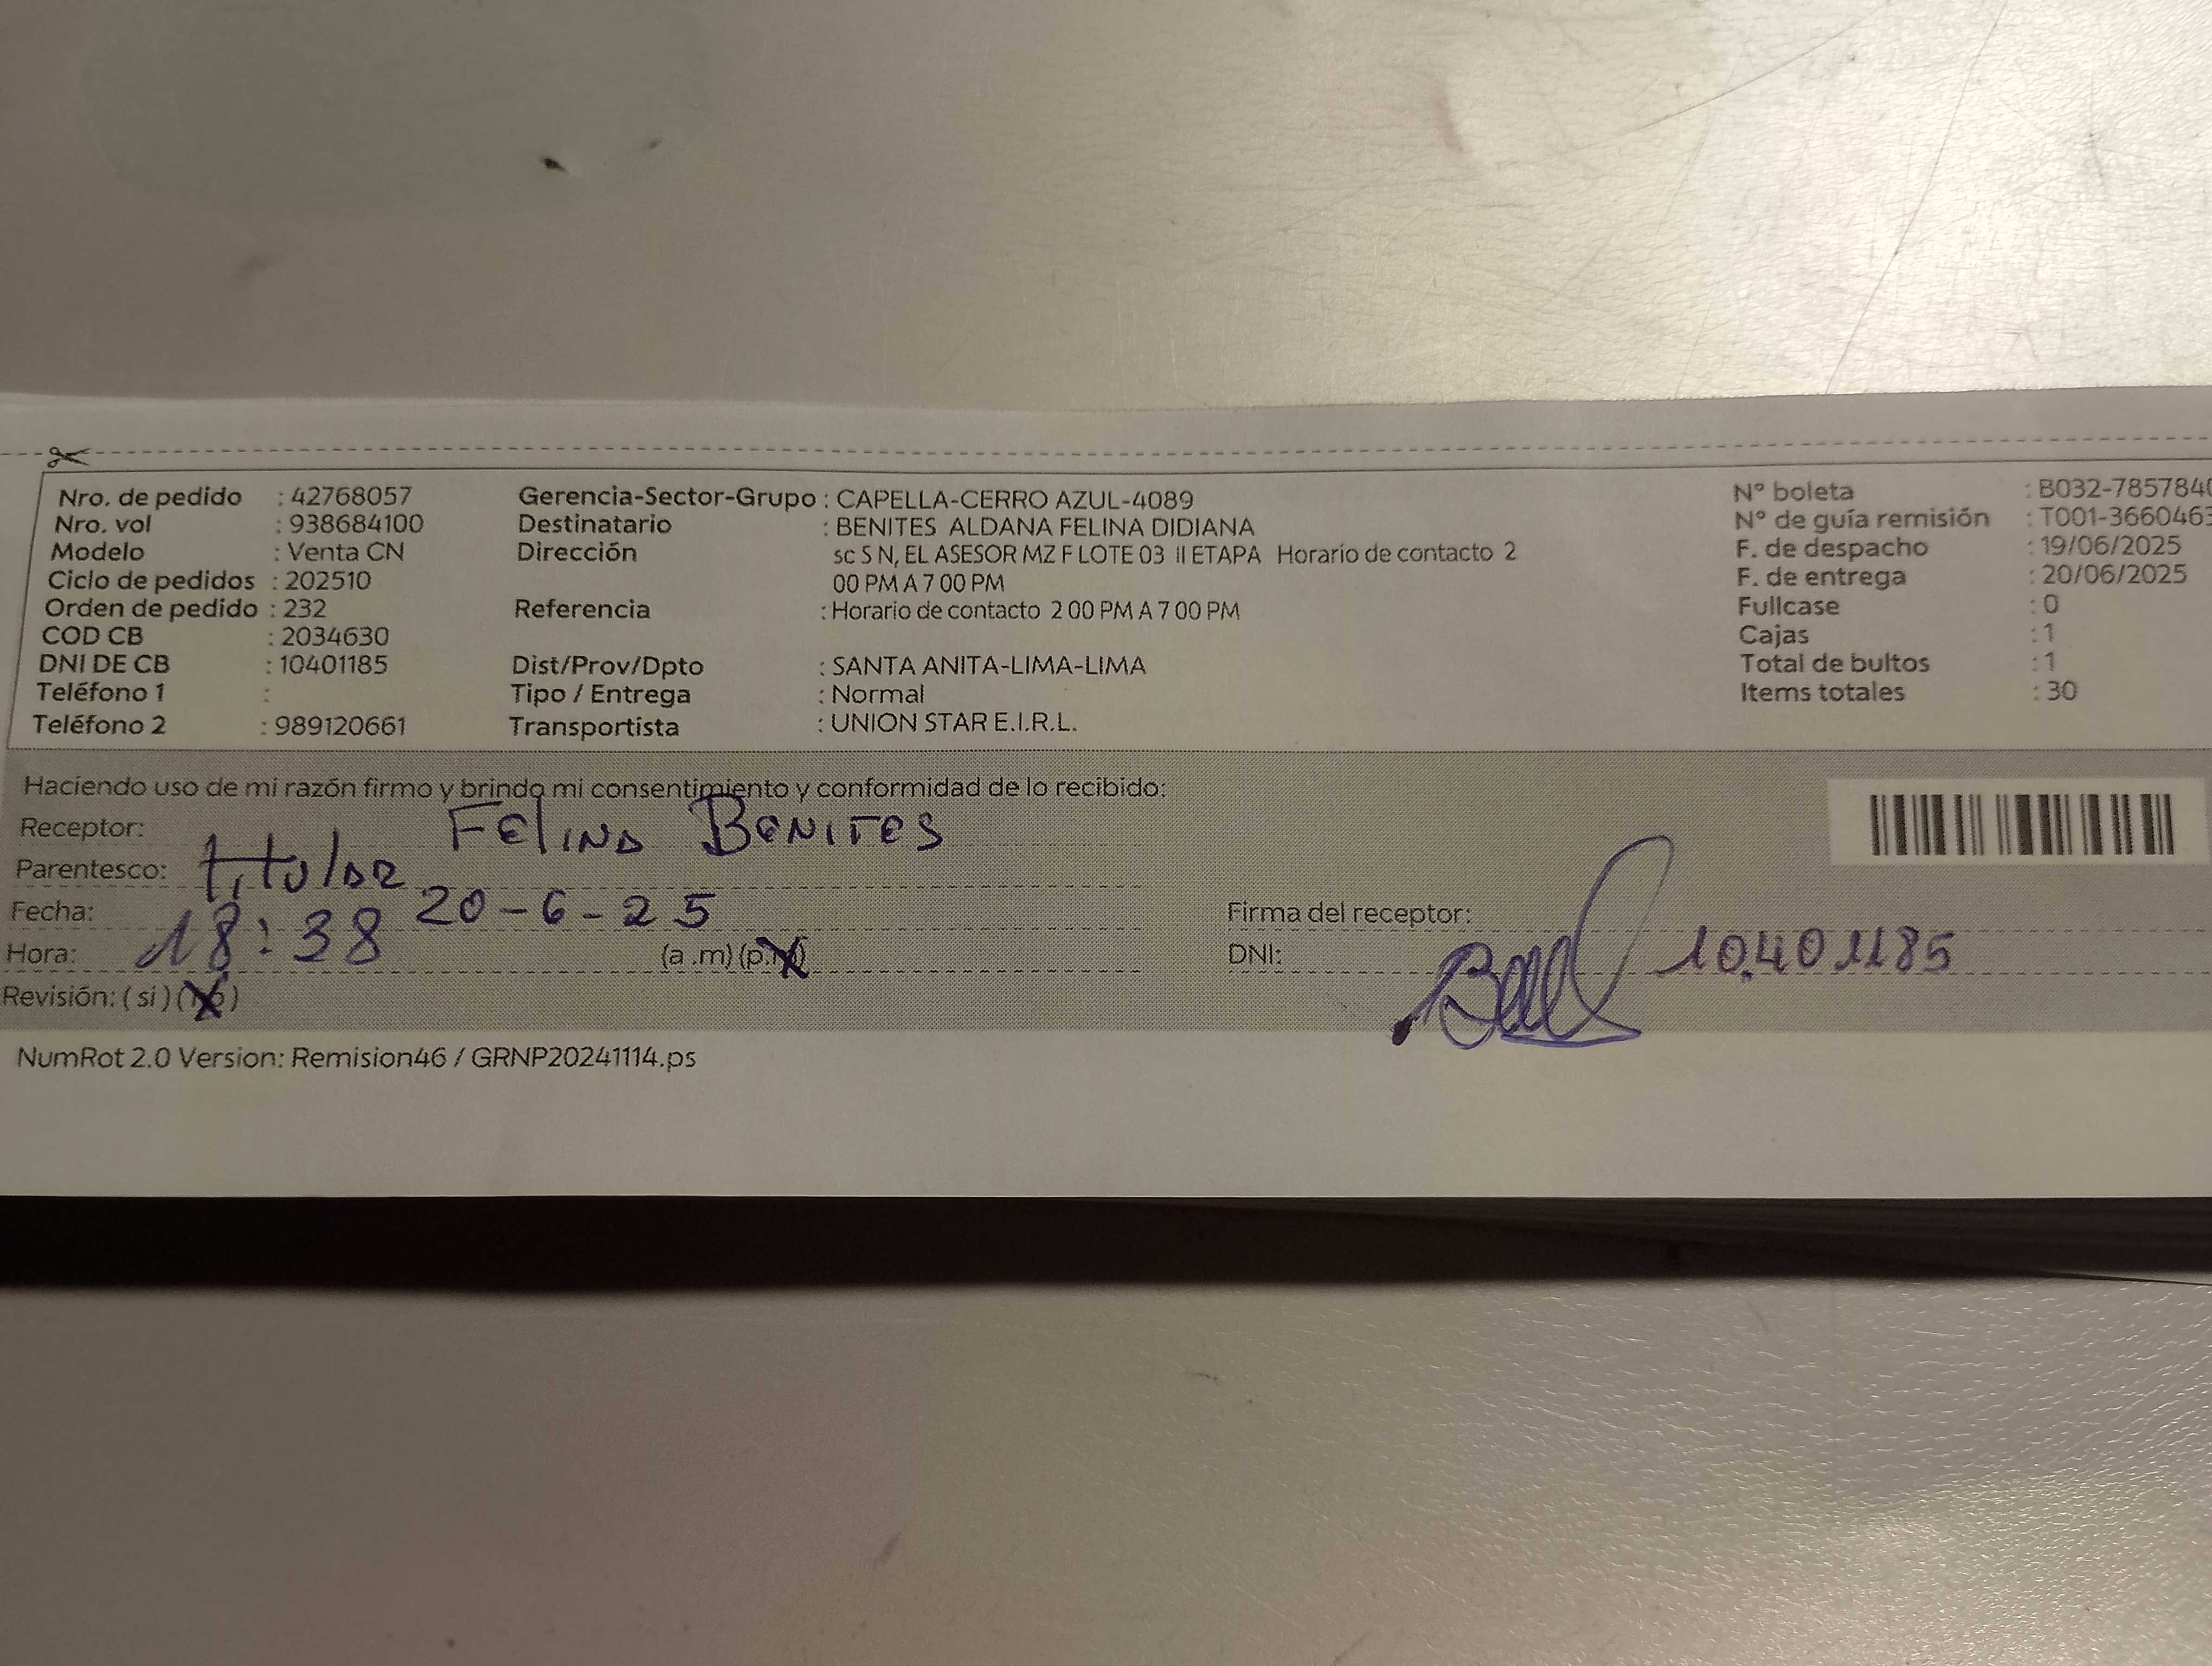 Nro. de pedido : 42768057 Gerencia-Sector-Grupo : CAPELLA-CERRO AZUL-4089 N° boleta : B032-7857840
Nro. vol : 938684100 Destinatario : BENITES ALDANA FELINA DIDIANA N° de guía remisión : T001-3660463
Modelo : Venta CN Dirección sc S N, EL ASESOR MZ F LOTE 03 II ETAPA Horario de contacto 2 F. de despacho : 19/06/2025
Ciclo de pedidos : 202510 00 PM A 7 00 PM F. de entrega : 20/06/2025
Orden de pedido : 232 Referencia : Horario de contacto 2 00 PM A 7 00 PM Fullcase : 0
COD CB : 2034630 Cajas : 1
DNI DE CB : 10401185 Dist/Prov/Dpto : SANTA ANITA-LIMA-LIMA Total de bultos : 1
Teléfono 1 : Tipo / Entrega : Normal Items totales : 30
Teléfono 2 : 989120661 Transportista : UNION STAR E.I.R.L.
Haciendo uso de mi razón firmo y brindo mi consentimiento y conformidad de lo recibido:
Receptor: FElina BENITES
Parentesco: titular
Fecha: 20-6-25 Firma del receptor:
Hora: 18:38 (a .m) (p.m) DNI: 10401185
Revisión: ( si ) (no)
NumRot 2.0 Version: Remision46 / GRNP20241114.ps